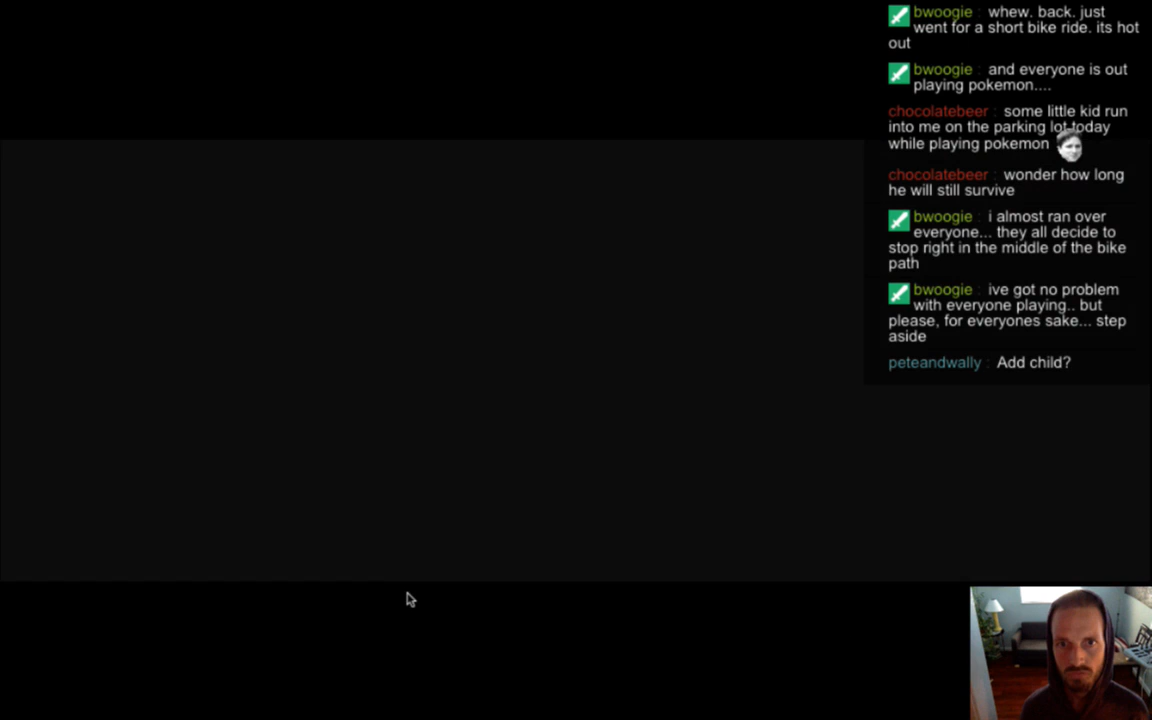 bwoogie : whew. back. just
went for a short bike ride. its hot
out
bwoogie : and everyone is out
playing pokemon....
chocolatebeer : some little kid run
into me on the parking lot today
while playing pokemon
chocolatebeer : wonder how long
he will still survive
bwoogie : i almost ran over
everyone... they all decide to
stop right in the middle of the bike
path
bwoogie : ive got no problem
with everyone playing.. but
please, for everyones sake... step
aside
peteandwally : Add child?